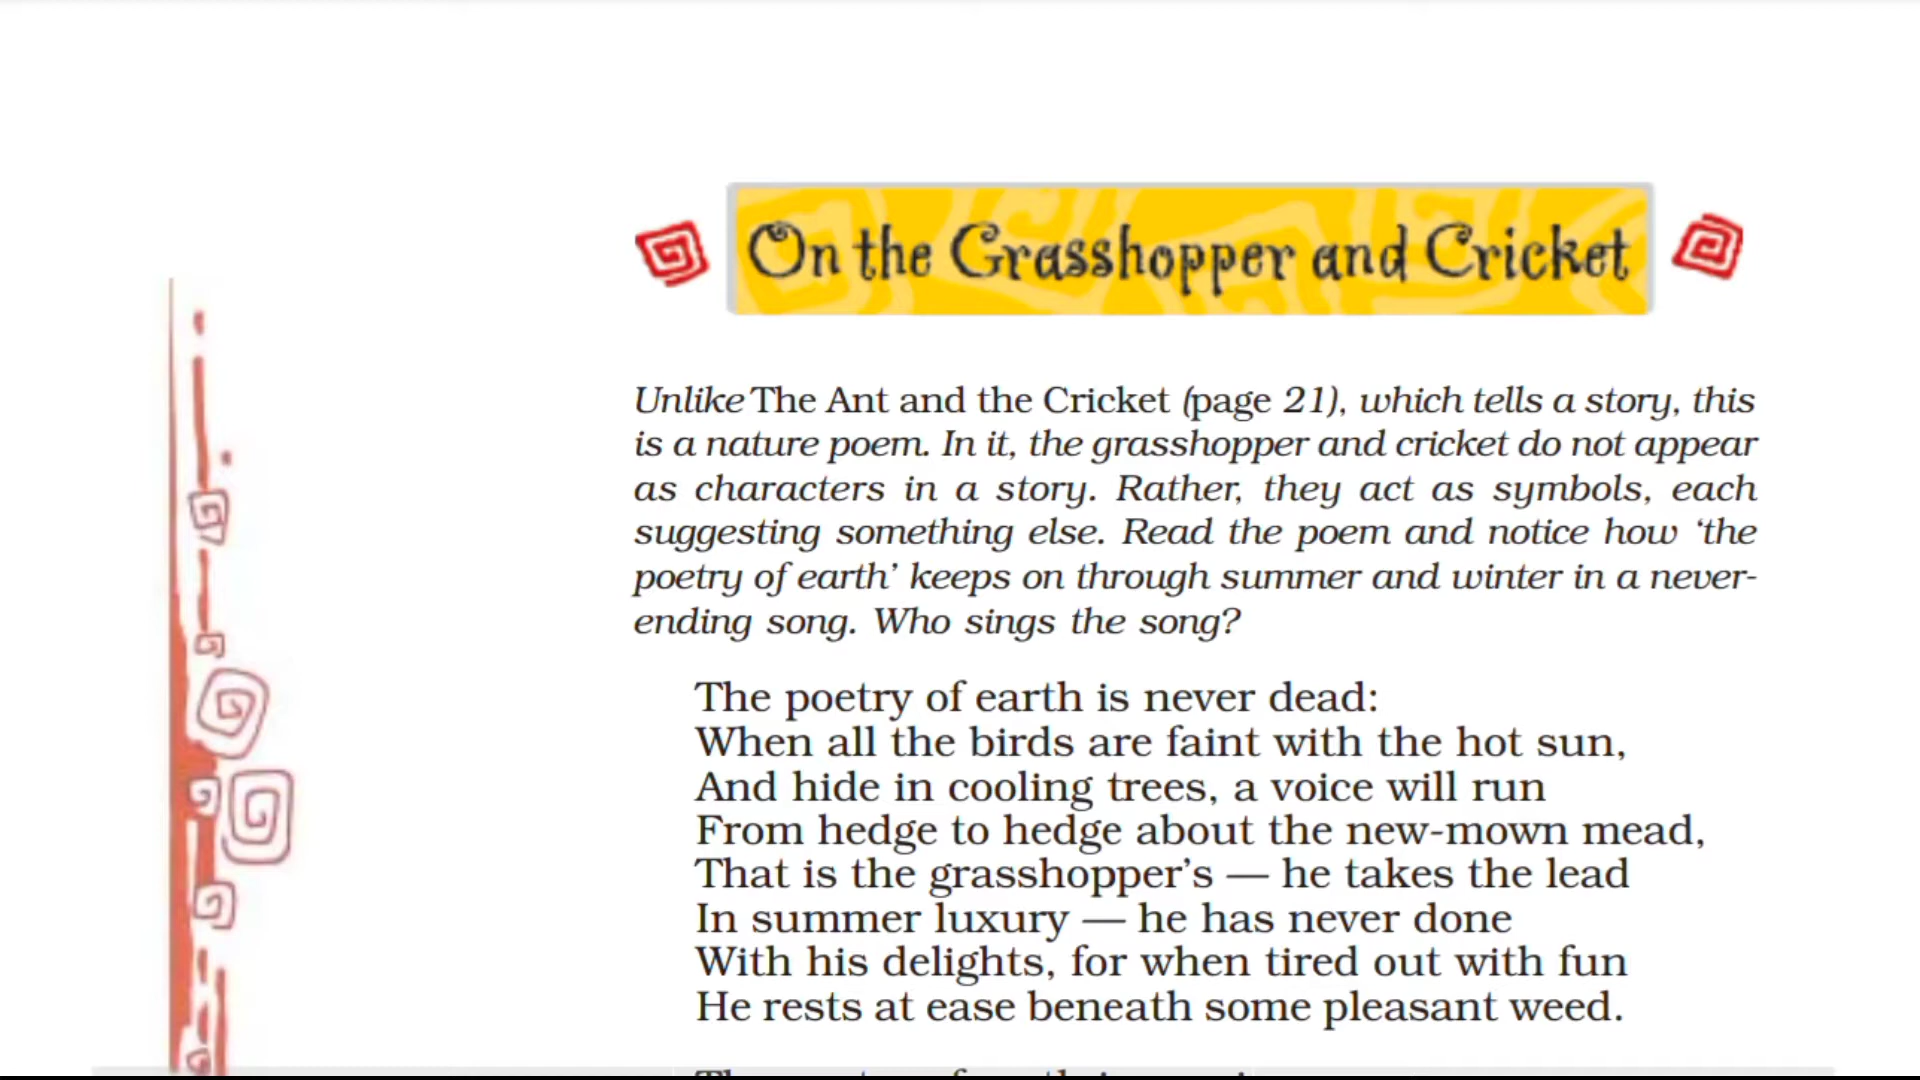 On the Grasshopper and Cricket
Unlike The Ant and the Cricket (page 21), which tells a story, this
is a nature poem. In it, the grasshopper and cricket do not appear
as characters in a story. Rather, they act as symbols, each
suggesting something else. Read the poem and notice how ‘the
poetry of earth’ keeps on through summer and winter in a never-
ending song. Who sings the song?
The poetry of earth is never dead:
When all the birds are faint with the hot sun,
And hide in cooling trees, a voice will run
From hedge to hedge about the new-mown mead,
That is the grasshopper’s — he takes the lead
In summer luxury — he has never done
With his delights, for when tired out with fun
He rests at ease beneath some pleasant weed.